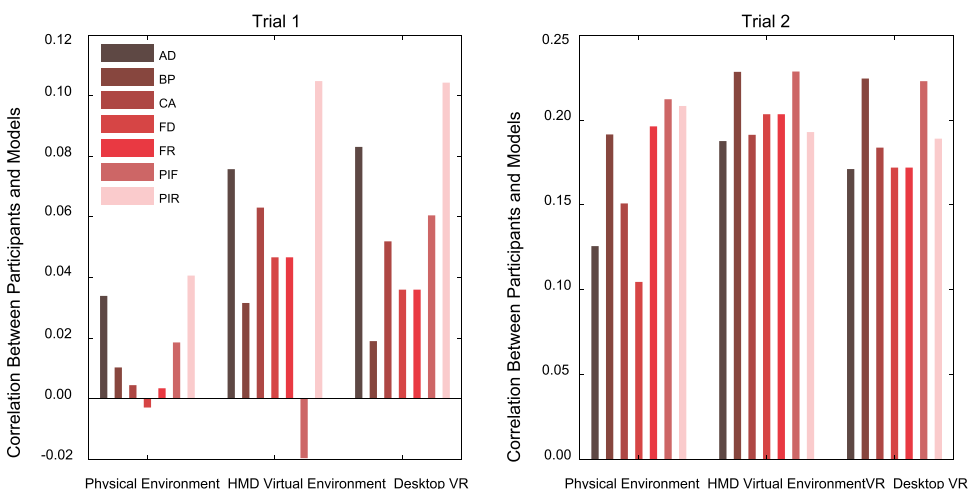 Trial 1
Correlation Between Participants and Models
0.12
0.10
0.08
0.06
0.04
0.02
0.00
-0.02
AD
BP
CA
FD
FR
PIF
PIR
Physical Environment HMD Virtual Environment Desktop VR
Trial 2
Correlation Between Participants and Models
0.25
0.20
0.15
0.10
0.05
0.00
Physical Environment HMD Virtual EnvironmentVR Desktop VR